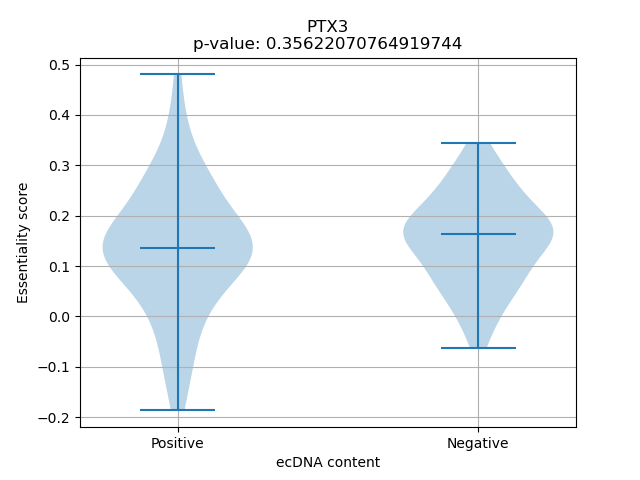 PTX3
p-value: 0.35622070764919744
0.5
0.4
0.3
0.2
0.1
0.0
−0.1
−0.2
Essentiality score
Positive
Negative
ecDNA content